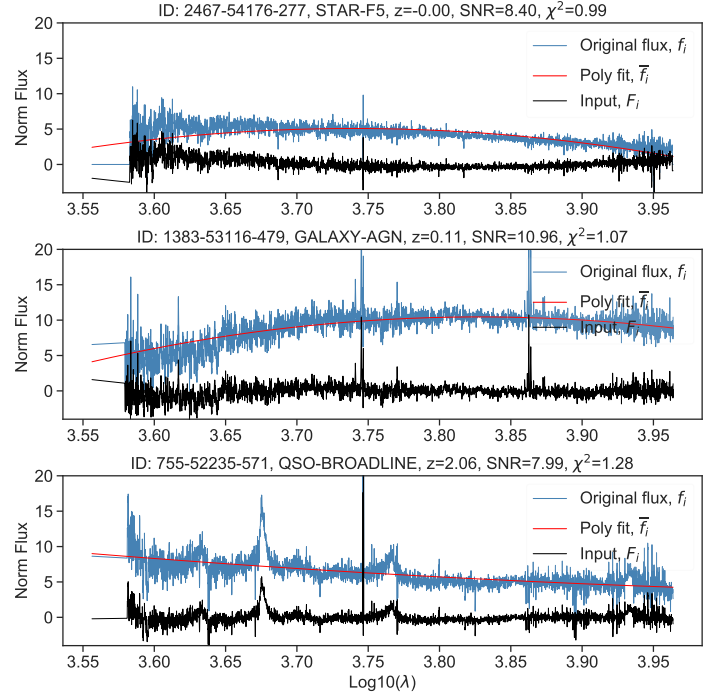 ID: 2467-54176-277, STAR-F5, z=-0.00, SNR=8.40, χ²=0.99
20
15
10
5
0
Norm Flux
Original flux, fᵢ
Poly fit, f̅ᵢ
Input, Fᵢ
3.55 3.60 3.65 3.70 3.75 3.80 3.85 3.90 3.95
ID: 1383-53116-479, GALAXY-AGN, z=0.11, SNR=10.96, χ²=1.07
20
15
10
5
0
Norm Flux
Original flux, fᵢ
Poly fit, f̅ᵢ
Input, Fᵢ
3.55 3.60 3.65 3.70 3.75 3.80 3.85 3.90 3.95
ID: 755-52235-571, QSO-BROADLINE, z=2.06, SNR=7.99, χ²=1.28
20
15
10
5
0
Norm Flux
Original flux, fᵢ
Poly fit, f̅ᵢ
Input, Fᵢ
3.55 3.60 3.65 3.70 3.75 3.80 3.85 3.90 3.95
Log10(λ)